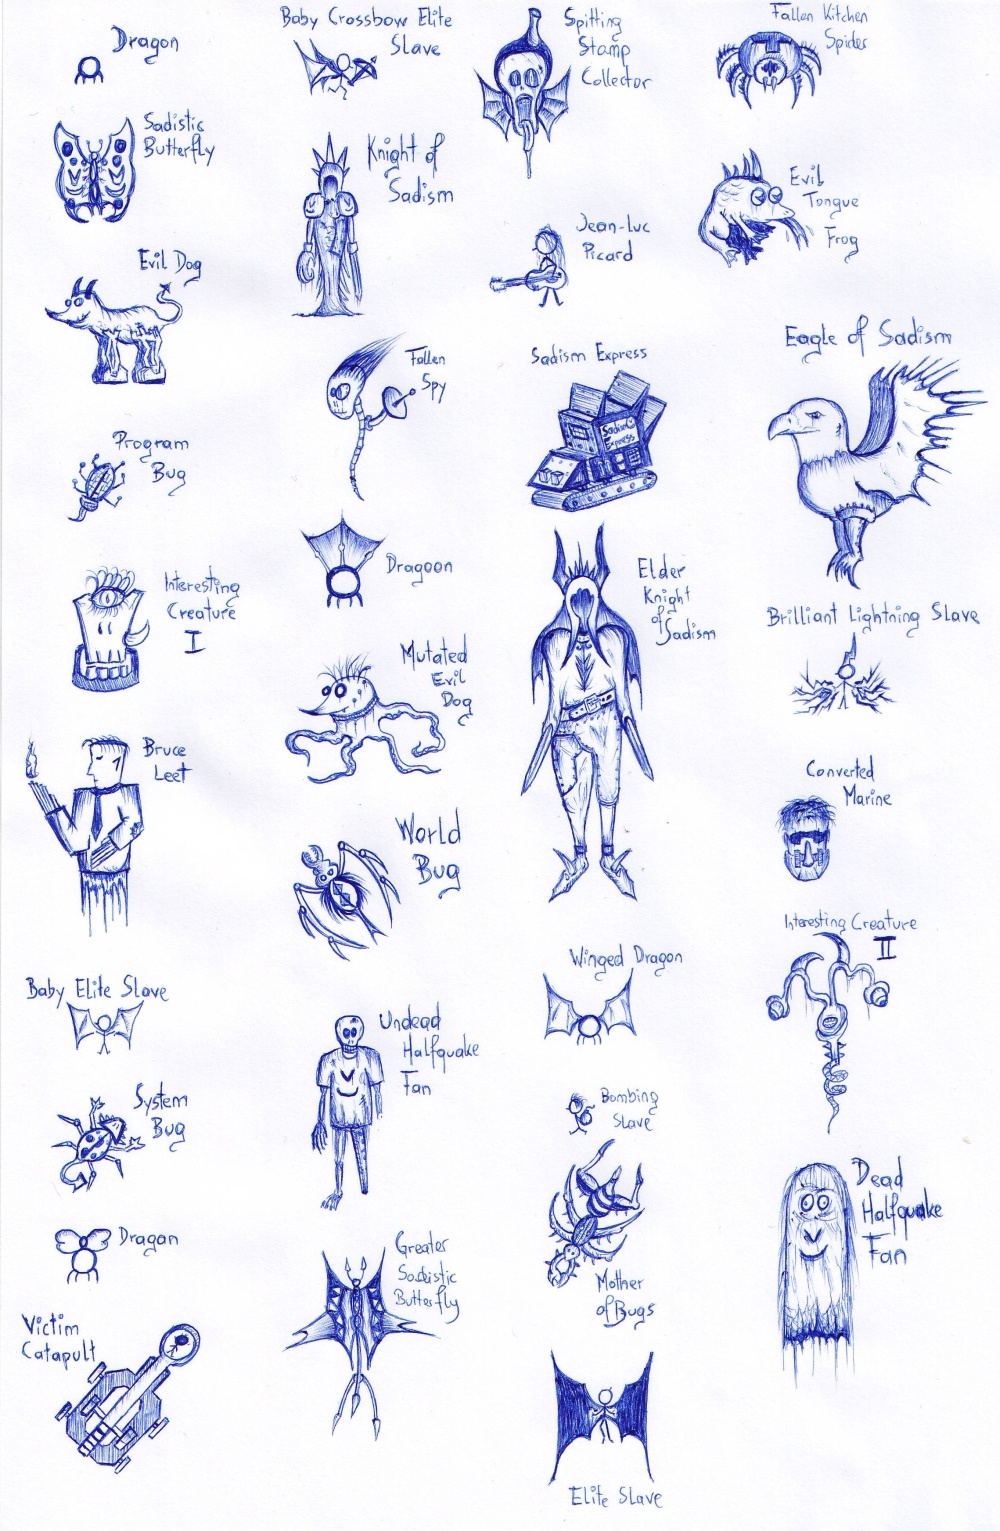 Dragon
Sadistic
Butterfly
Evil Dog
Program
Bug
Interesting
Creature
I
Bruce
Leet
Baby Elite Slave
System
Bug
Dragan
Victim
Catapult
Baby Crossbow Elite
Slave
Knight of
Sadism
Fallen
Spy
Dragoon
Mutated
Evil
Dog
World
Bug
Undead
Halfquake
Fan
Greater
Sadistic
Butterfly
Spitting
Stamp
Collector
Jean-Luc
Picard
Sadism Express
Sadism
Express
Elder
Knight
of
Sadism
Winged Dragon
Bombing
Slave
Mother
of Bugs
Elite Slave
Fallen Kitchen
Spider
Evil
Tongue
Frog
Eagle of Sadism
Brilliant Lightning Slave
Converted
Marine
Interesting Creature
II
Dead
Halfquake
Fan